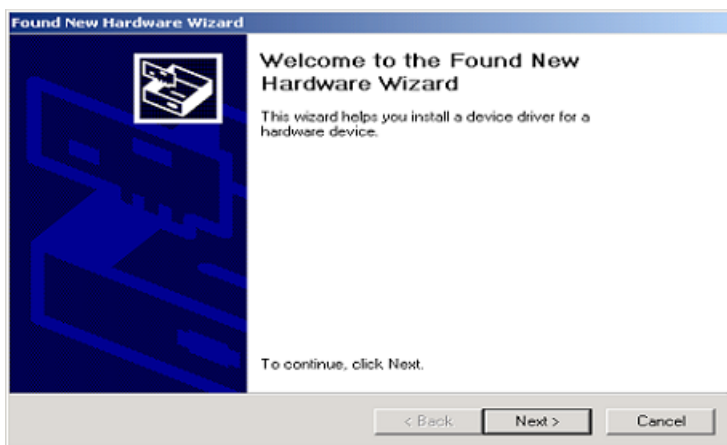 Found New Hardware Wizard
Welcome to the Found New
Hardware Wizard
This wizard helps you install a device driver for a
hardware device.
To continue, click Next.
< Back
Next >
Cancel